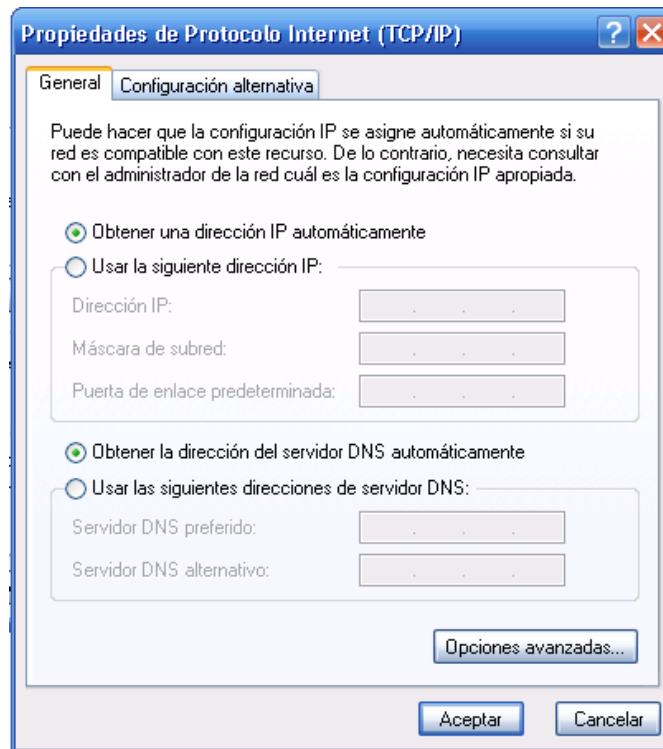 Propiedades de Protocolo Internet (TCP/IP)
General
Configuración alternativa
Puede hacer que la configuración IP se asigne automáticamente si su
red es compatible con este recurso. De lo contrario, necesita consultar
con el administrador de la red cuál es la configuración IP apropiada.
Obtener una dirección IP automáticamente
Usar la siguiente dirección IP:
Dirección IP:
Máscara de subred:
Puerta de enlace predeterminada:
Obtener la dirección del servidor DNS automáticamente
Usar las siguientes direcciones de servidor DNS:
Servidor DNS preferido:
Servidor DNS alternativo:
Opciones avanzadas...
Aceptar
Cancelar